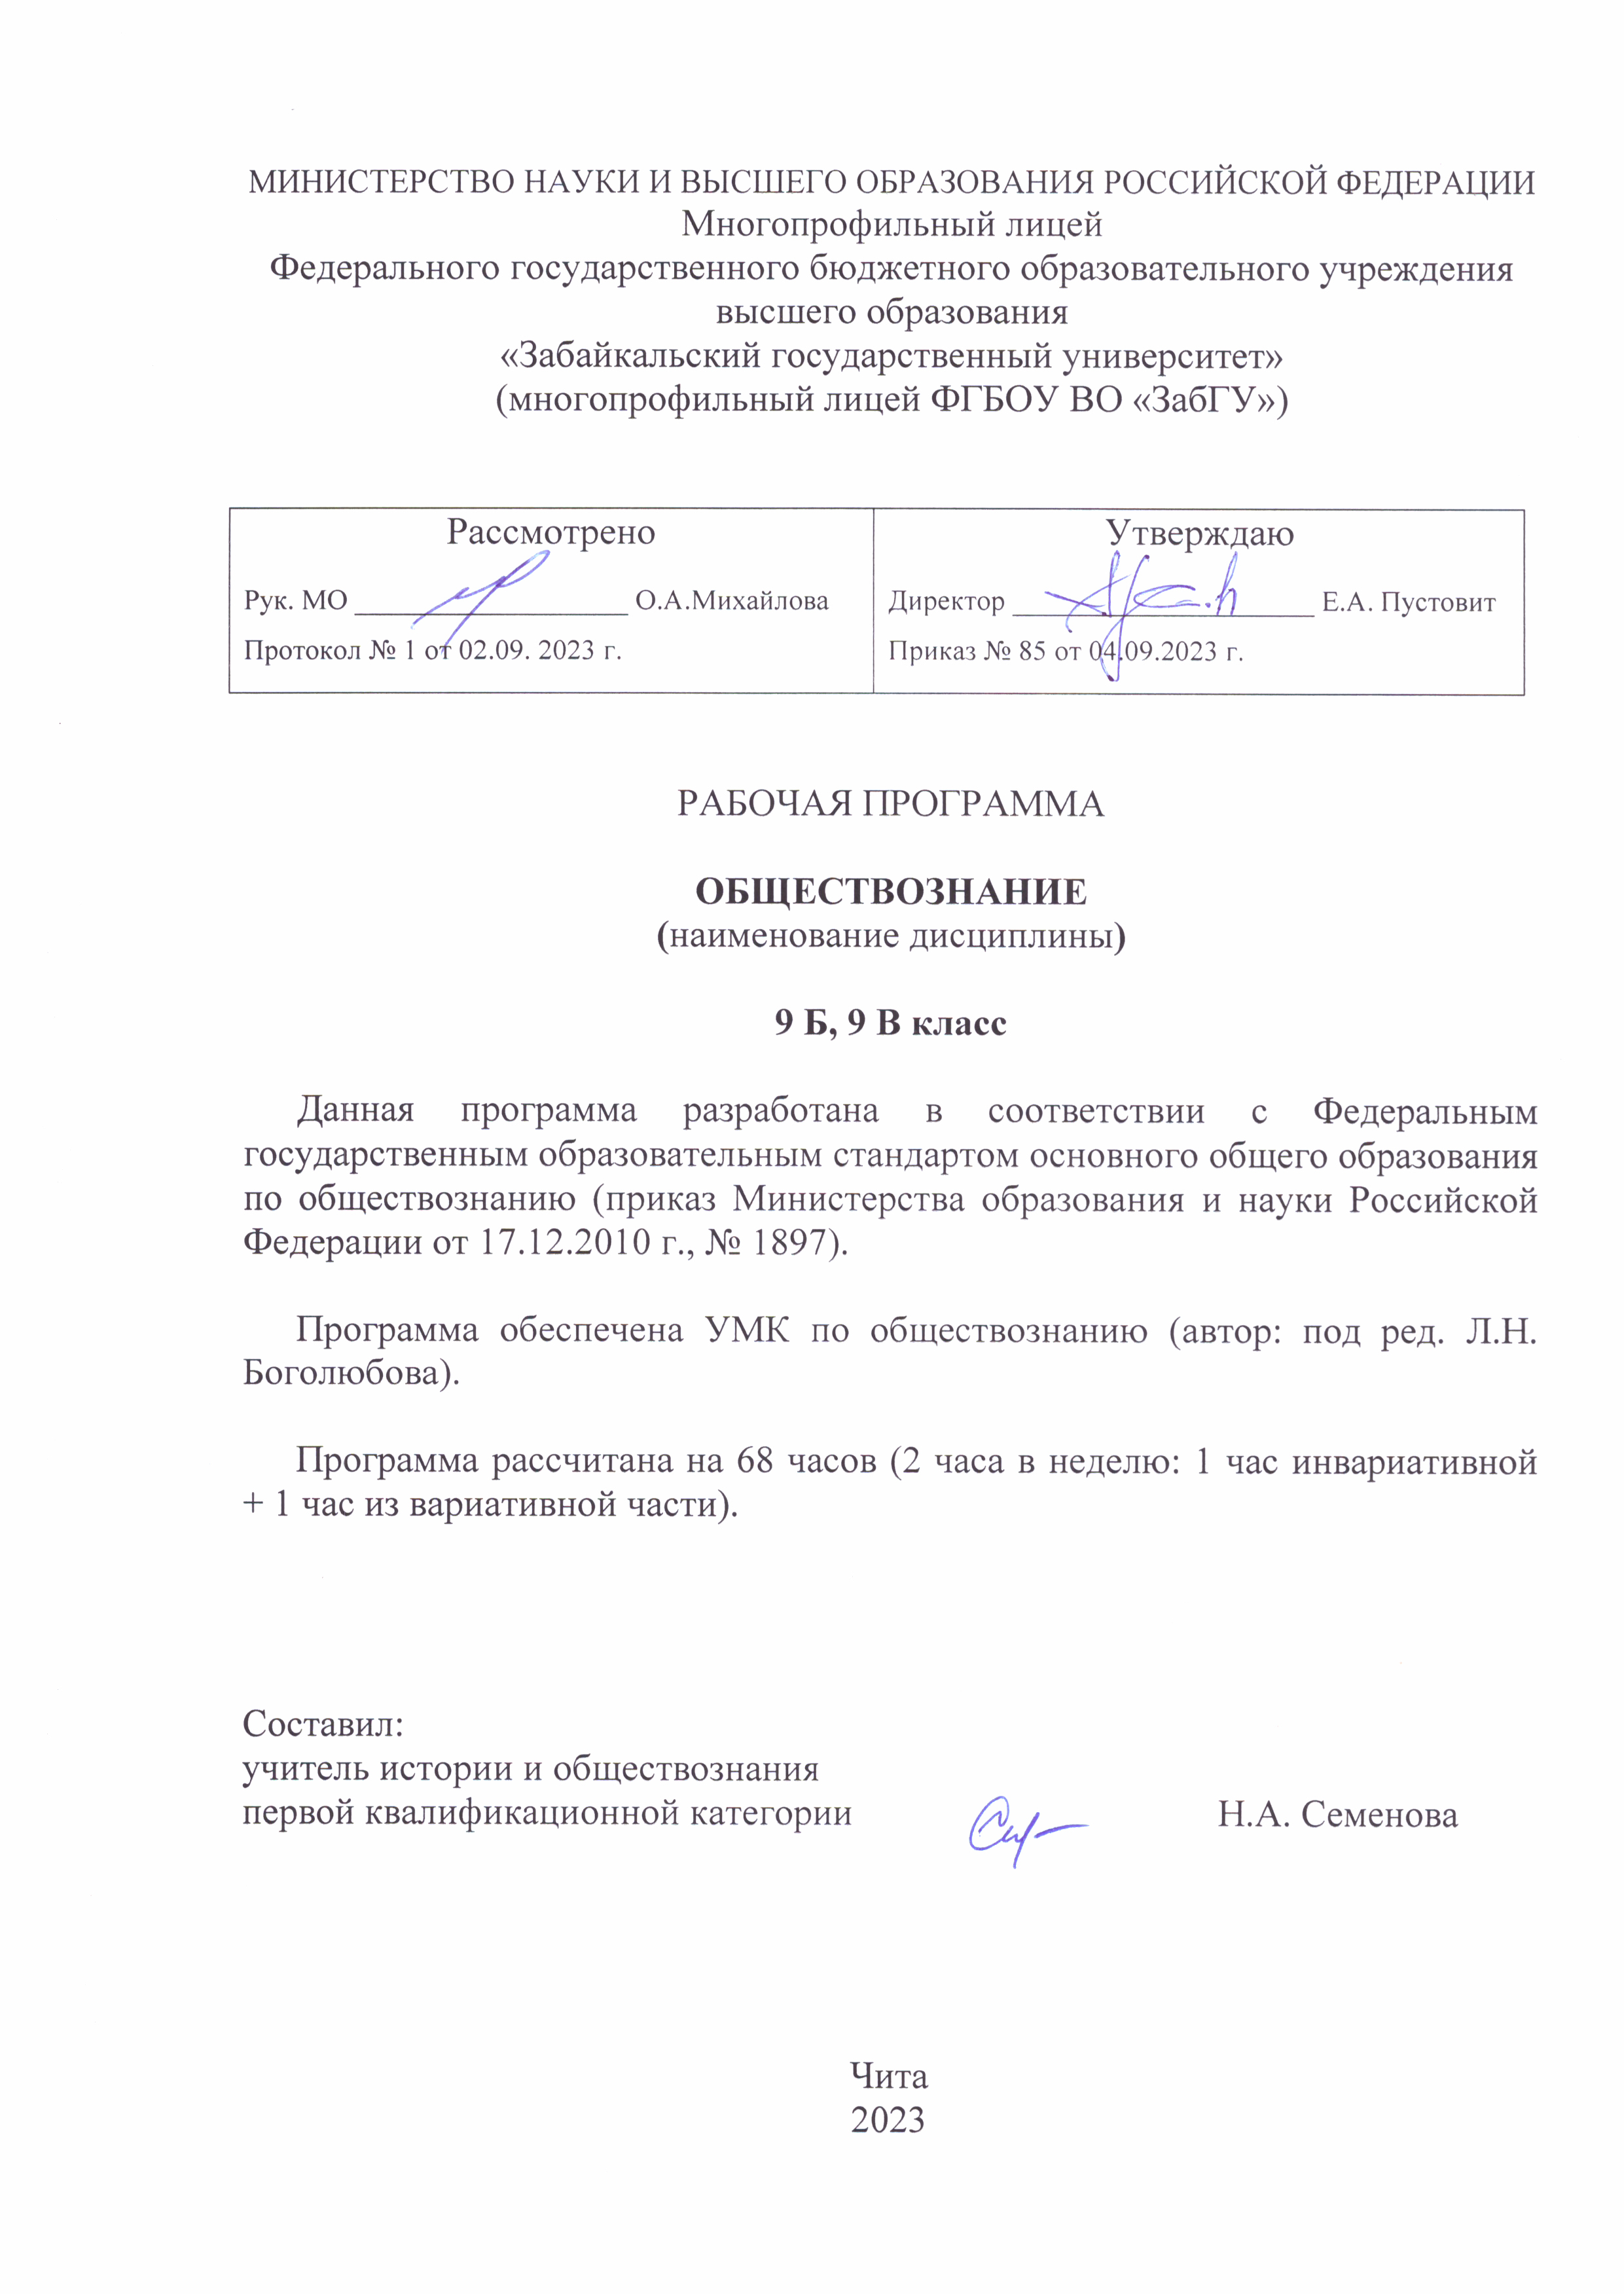 МИНИСТЕРСТВО НАУКИ И ВЫСШЕГО ОБРАЗОВАНИЯ РОССИЙСКОЙ ФЕДЕРАЦИИ
Многопрофильный лицей
Федерального государственного бюджетного образовательного учреждения
высшего образования
«Забайкальский государственный университет»
(многопрофильный лицей ФГБОУ ВО «ЗабГУ»)
Рассмотрено
Рук. МО ____________________ О.А.Михайлова
Протокол № 1 от 02.09. 2023 г.
Утверждаю
Директор ______________________ Е.А. Пустовит
Приказ № 85 от 04.09.2023 г.
РАБОЧАЯ ПРОГРАММА
ОБЩЕСТВОЗНАНИЕ
(наименование дисциплины)
9 Б, 9 В класс
Данная программа разработана в соответствии с Федеральным
государственным образовательным стандартом основного общего образования
по обществознанию (приказ Министерства образования и науки Российской
Федерации от 17.12.2010 г., № 1897).
Программа обеспечена УМК по обществознанию (автор: под ред. Л.Н.
Боголюбова).
Программа рассчитана на 68 часов (2 часа в неделю: 1 час инвариативной
+ 1 час из вариативной части).
Составил:
учитель истории и обществознания
первой квалификационной категории Н.А. Семенова
Чита
2023